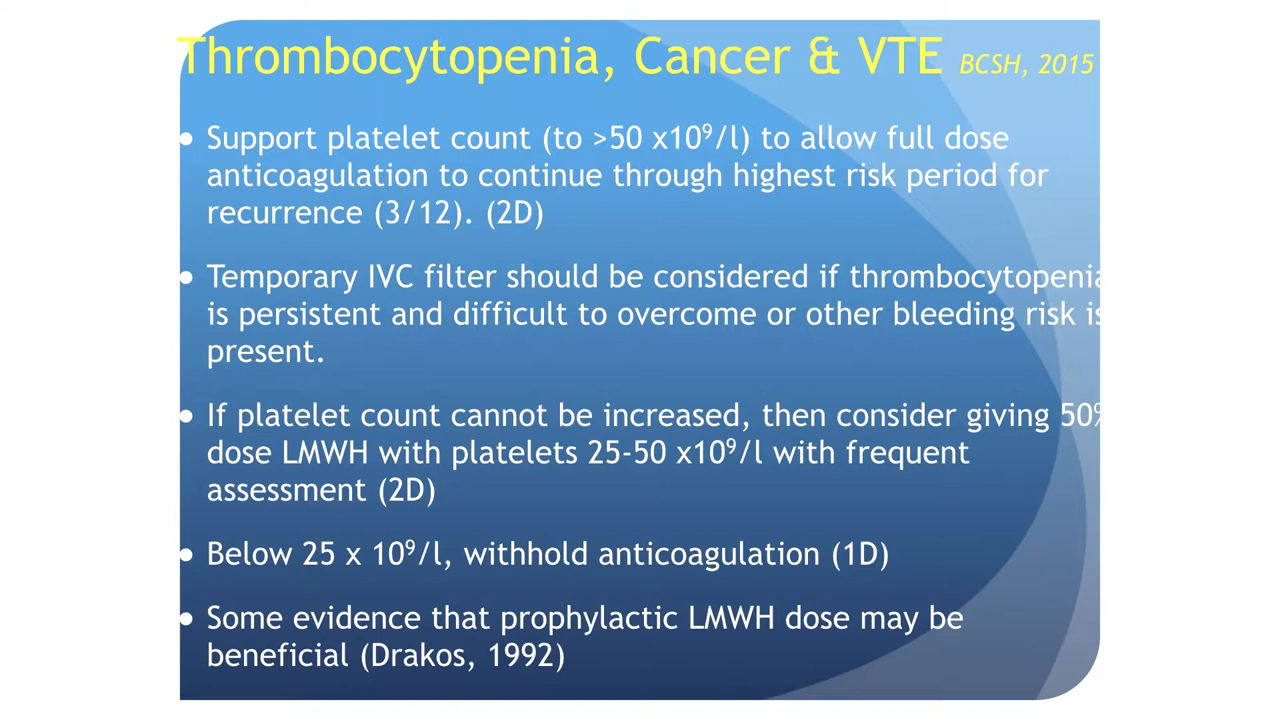 Thrombocytopenia, Cancer & VTE BCSH, 2015
• Support platelet count (to >50 x10⁹/l) to allow full dose
anticoagulation to continue through highest risk period for
recurrence (3/12). (2D)
• Temporary IVC filter should be considered if thrombocytopenia
is persistent and difficult to overcome or other bleeding risk is
present.
• If platelet count cannot be increased, then consider giving 50%
dose LMWH with platelets 25-50 x10⁹/l with frequent
assessment (2D)
• Below 25 x 10⁹/l, withhold anticoagulation (1D)
• Some evidence that prophylactic LMWH dose may be
beneficial (Drakos, 1992)